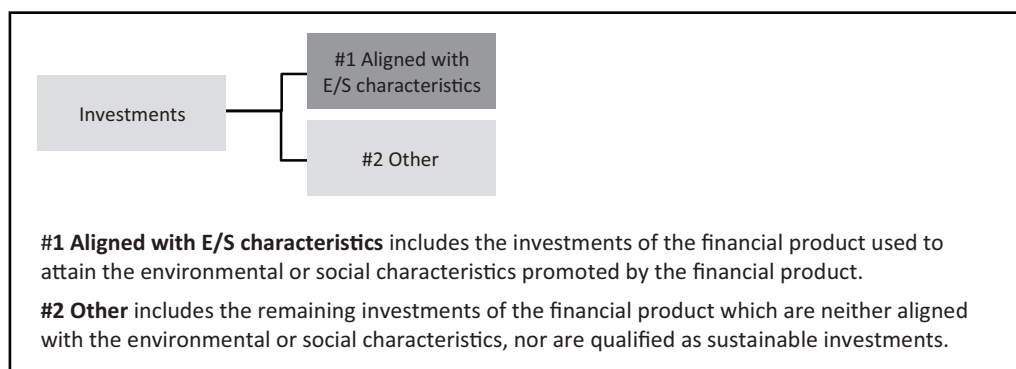 #1 Aligned with
E/S characteristics
Investments
#2 Other
#1 Aligned with E/S characteristics includes the investments of the financial product used to
attain the environmental or social characteristics promoted by the financial product.
#2 Other includes the remaining investments of the financial product which are neither aligned
with the environmental or social characteristics, nor are qualified as sustainable investments.